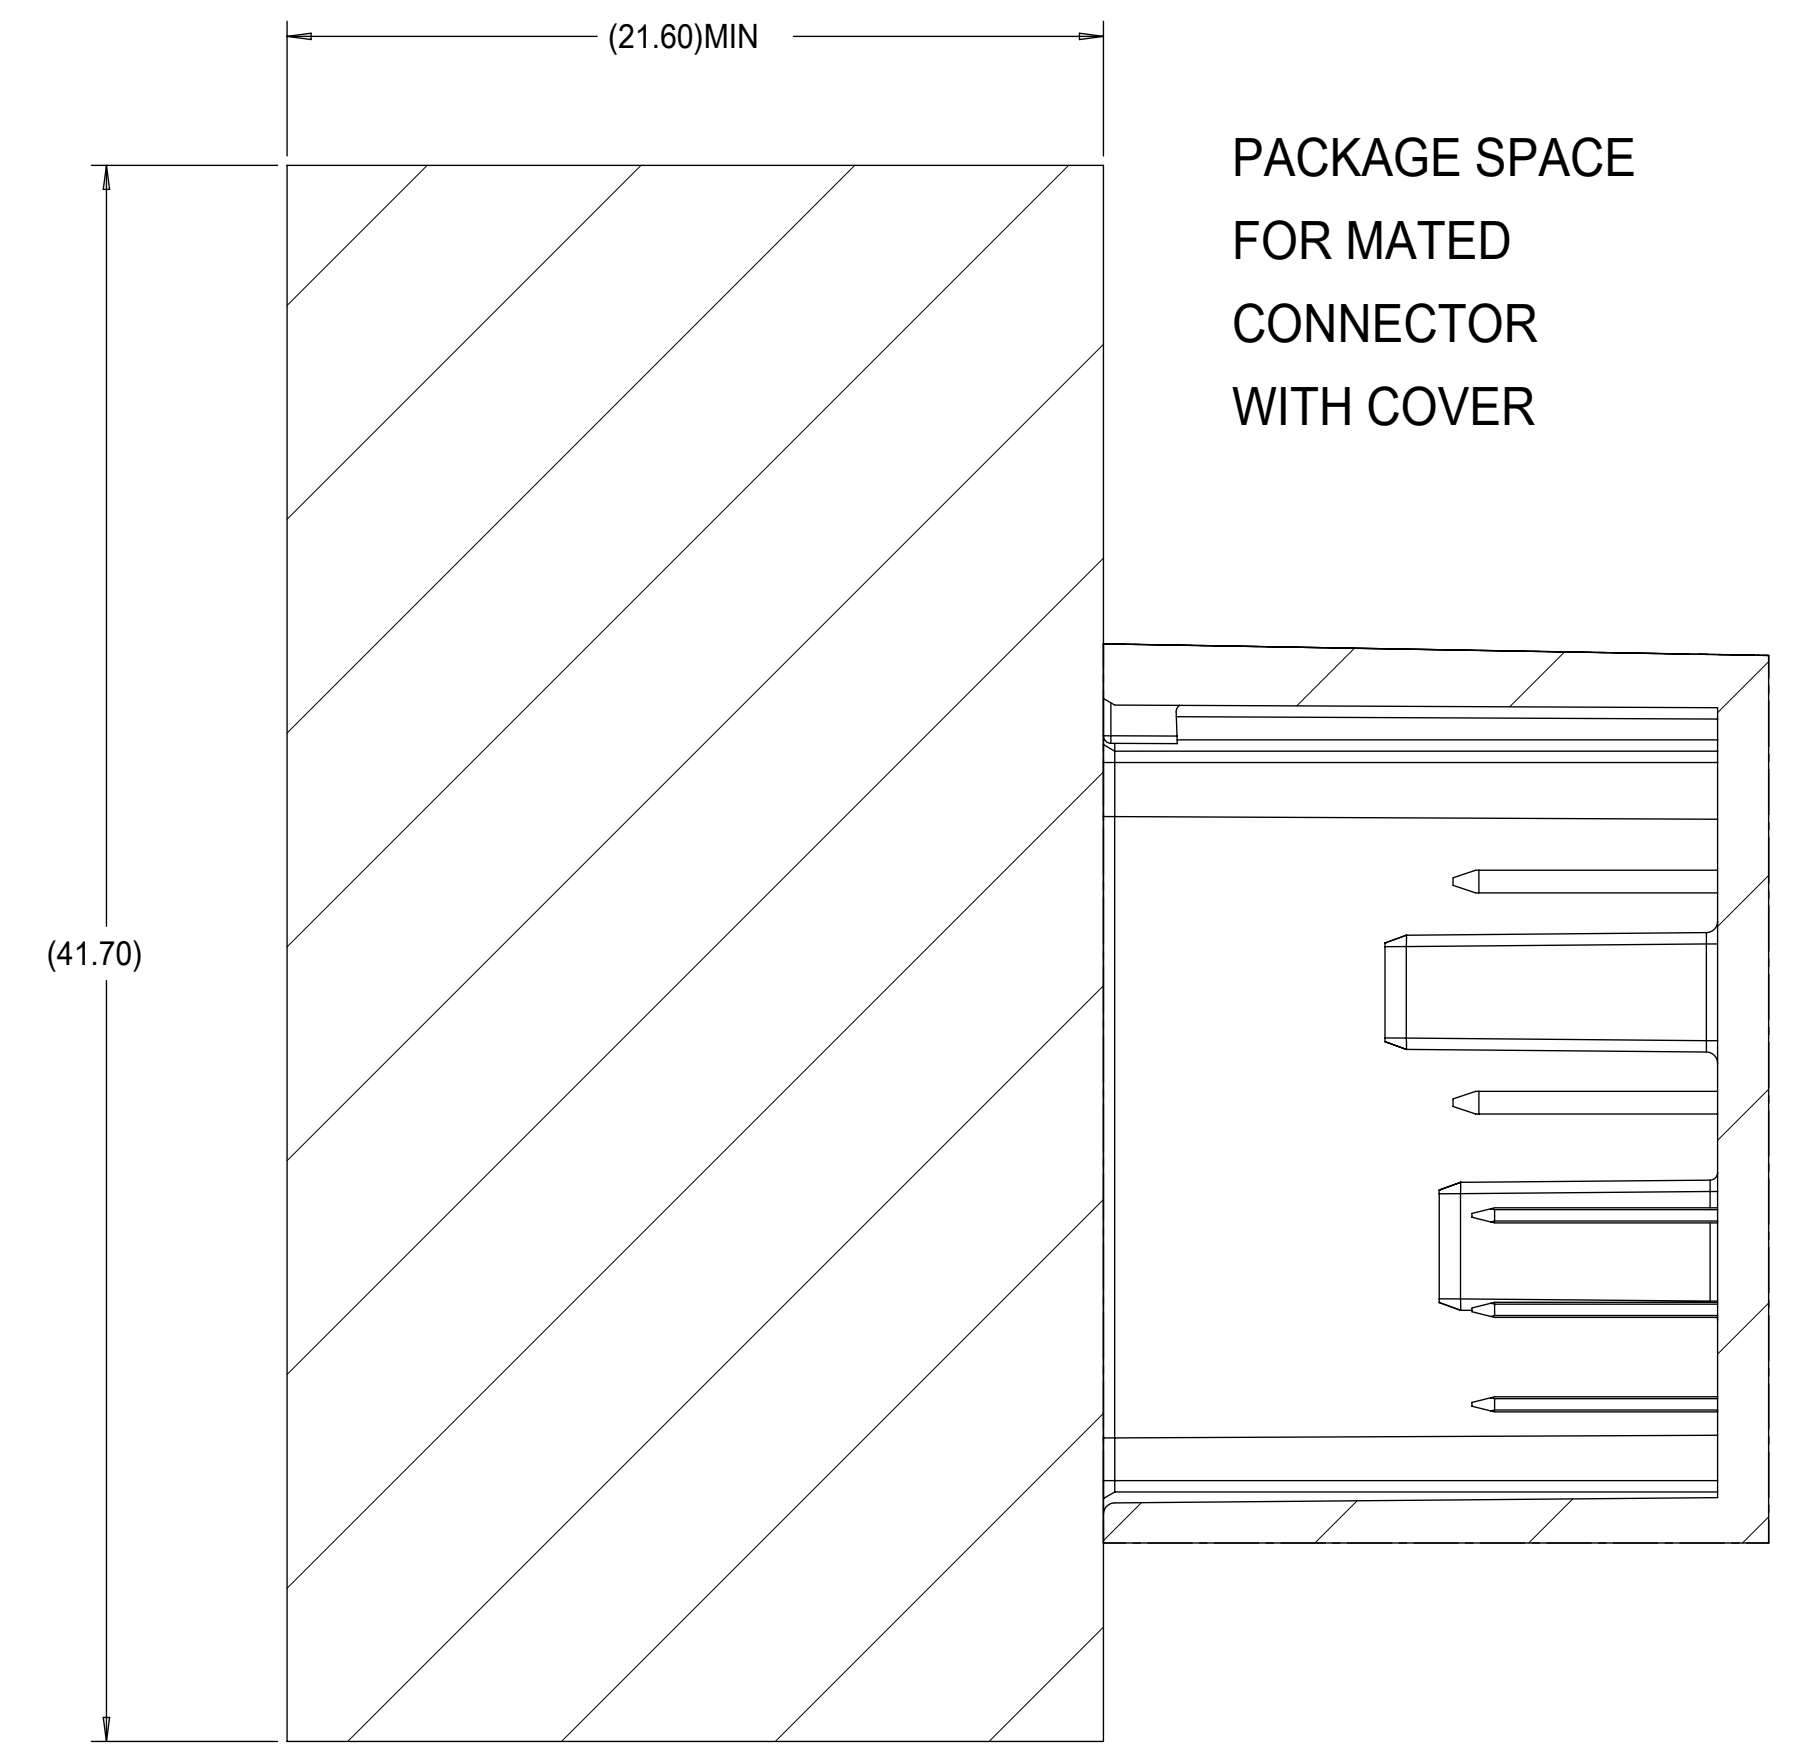 (21.60)MIN
PACKAGE SPACE
FOR MATED
CONNECTOR
WITH COVER
(41.70)